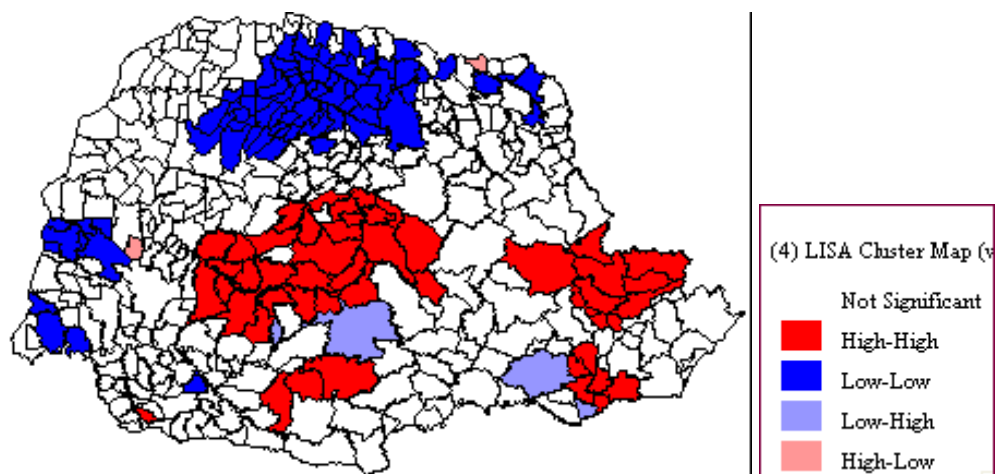 (4) LISA Cluster Map (
Not Significant
High-High
Low-Low
Low-High
High-Low